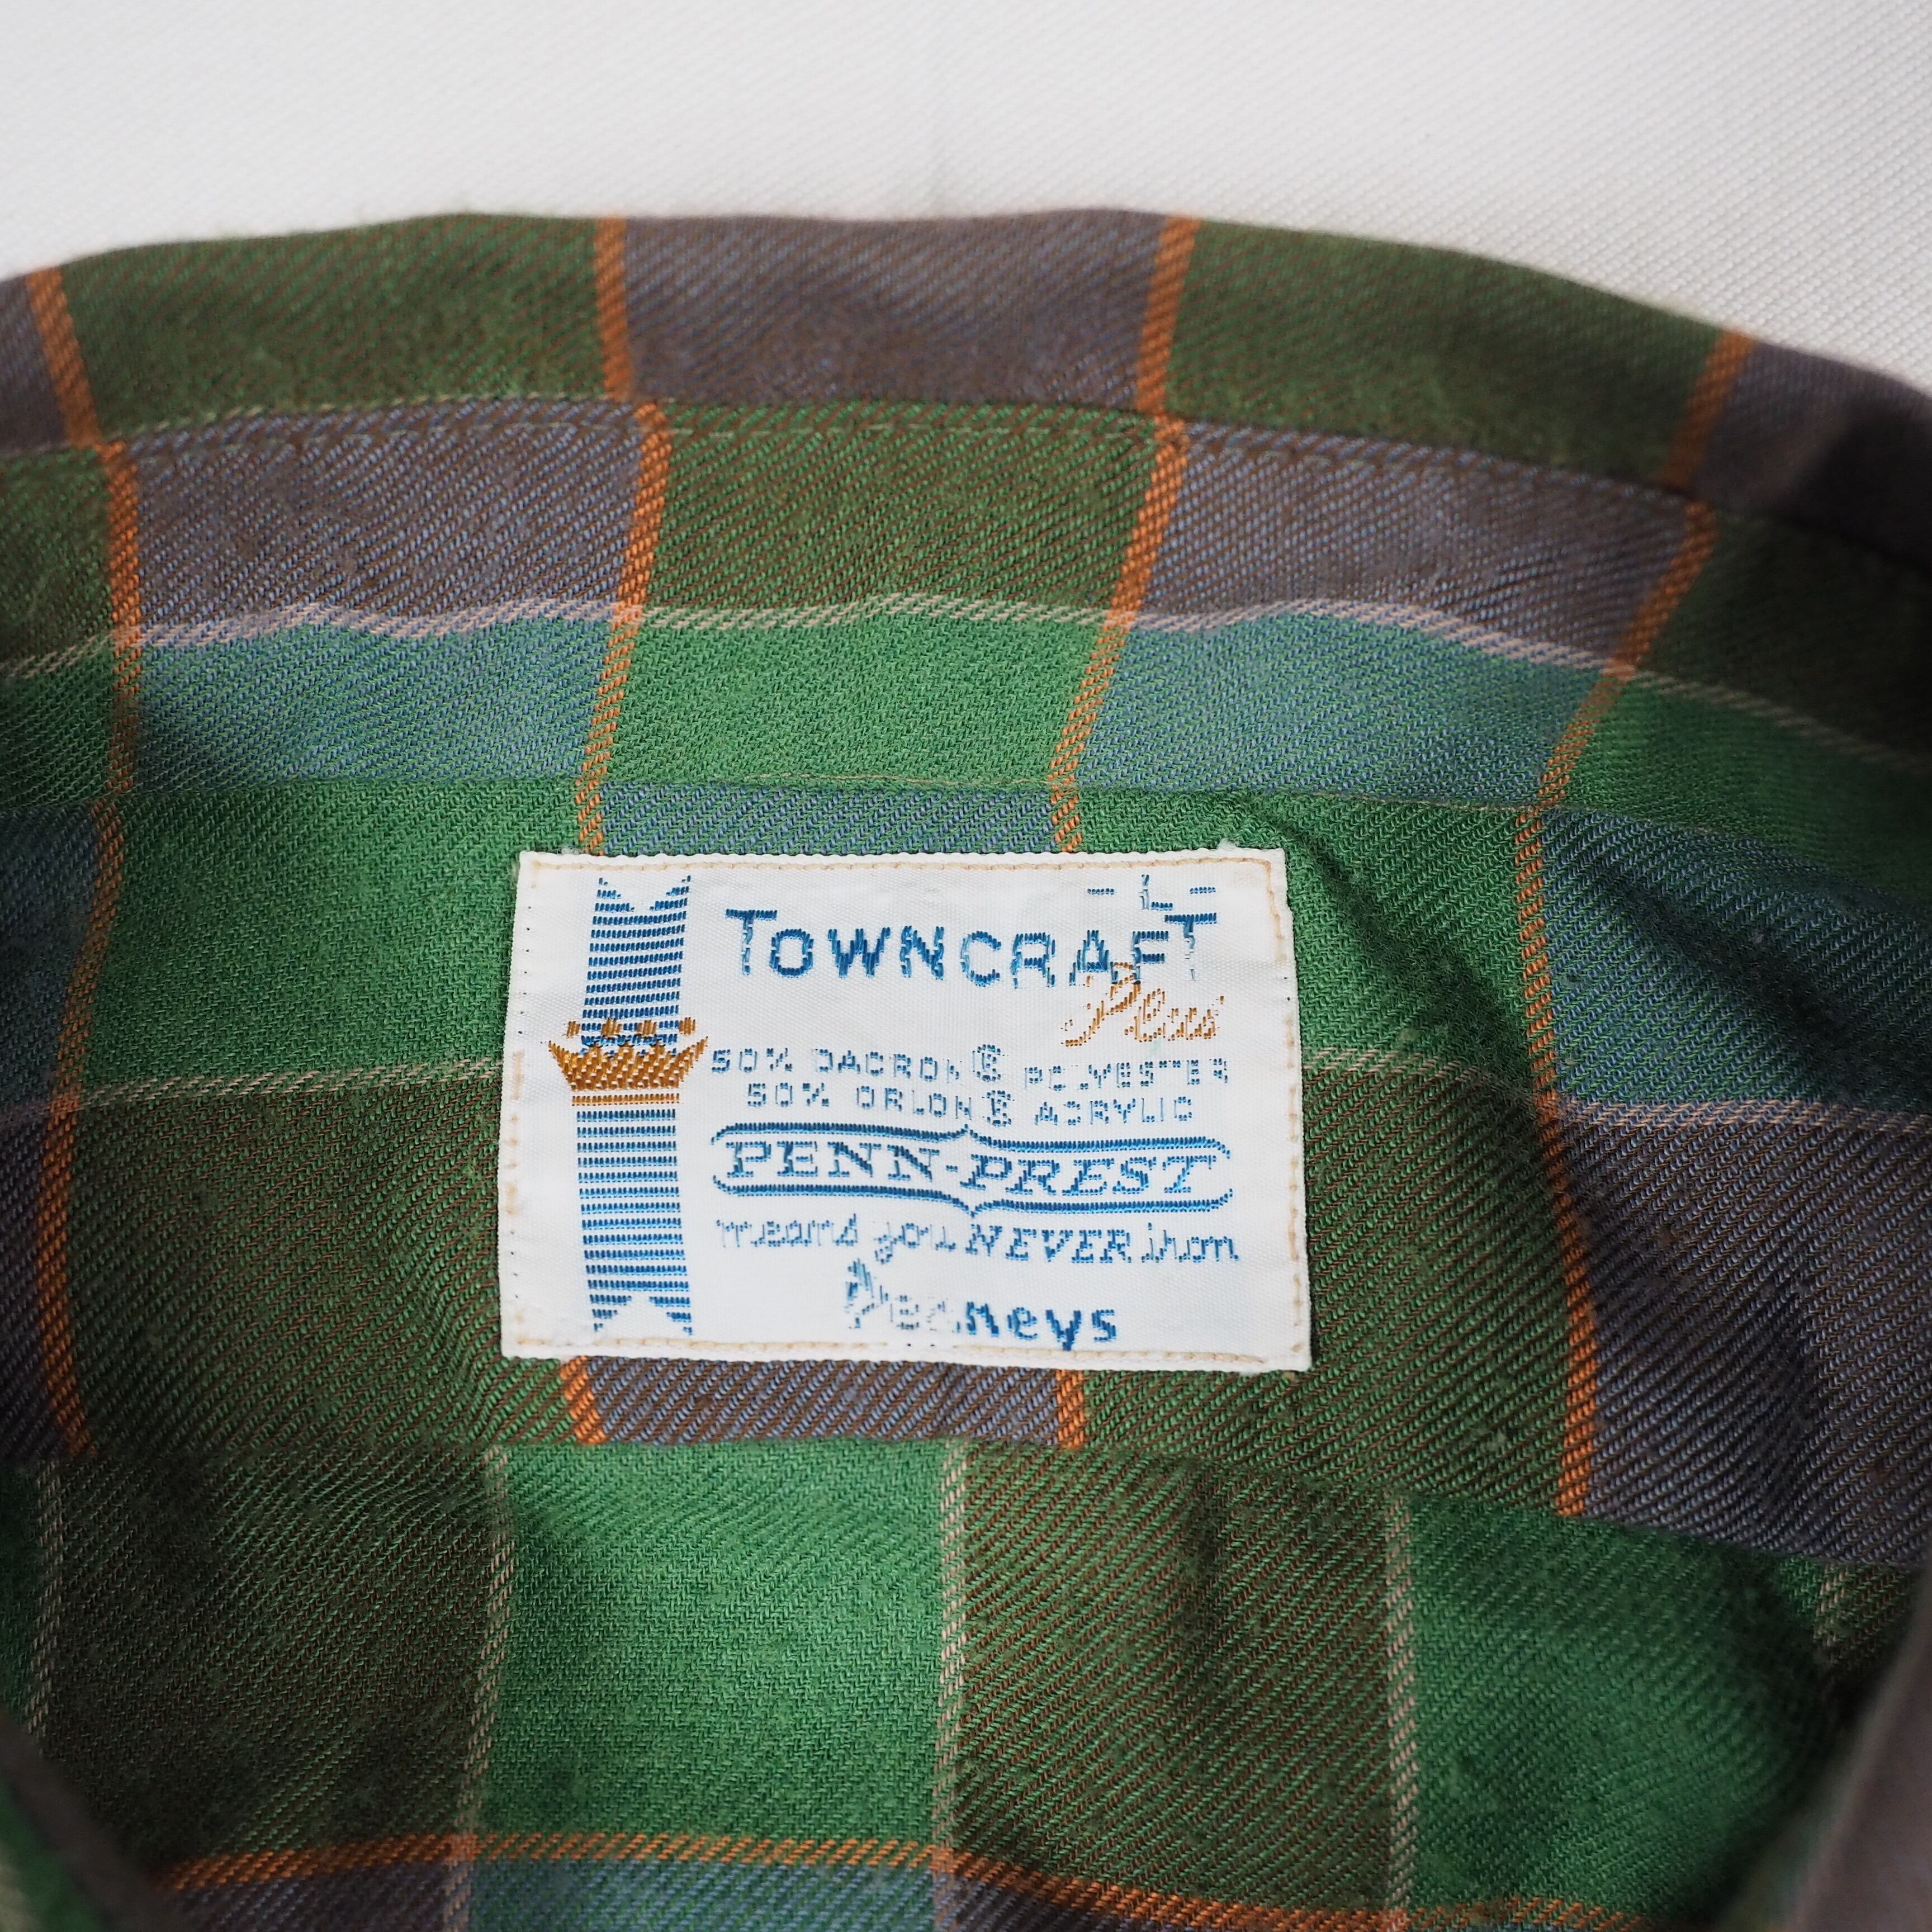 -L-
TOWNCRAFT
Plus
50% DACRON® POLYESTER
50% ORLON® ACRYLIC
PENN-PREST
means you NEVER iron
Penneys